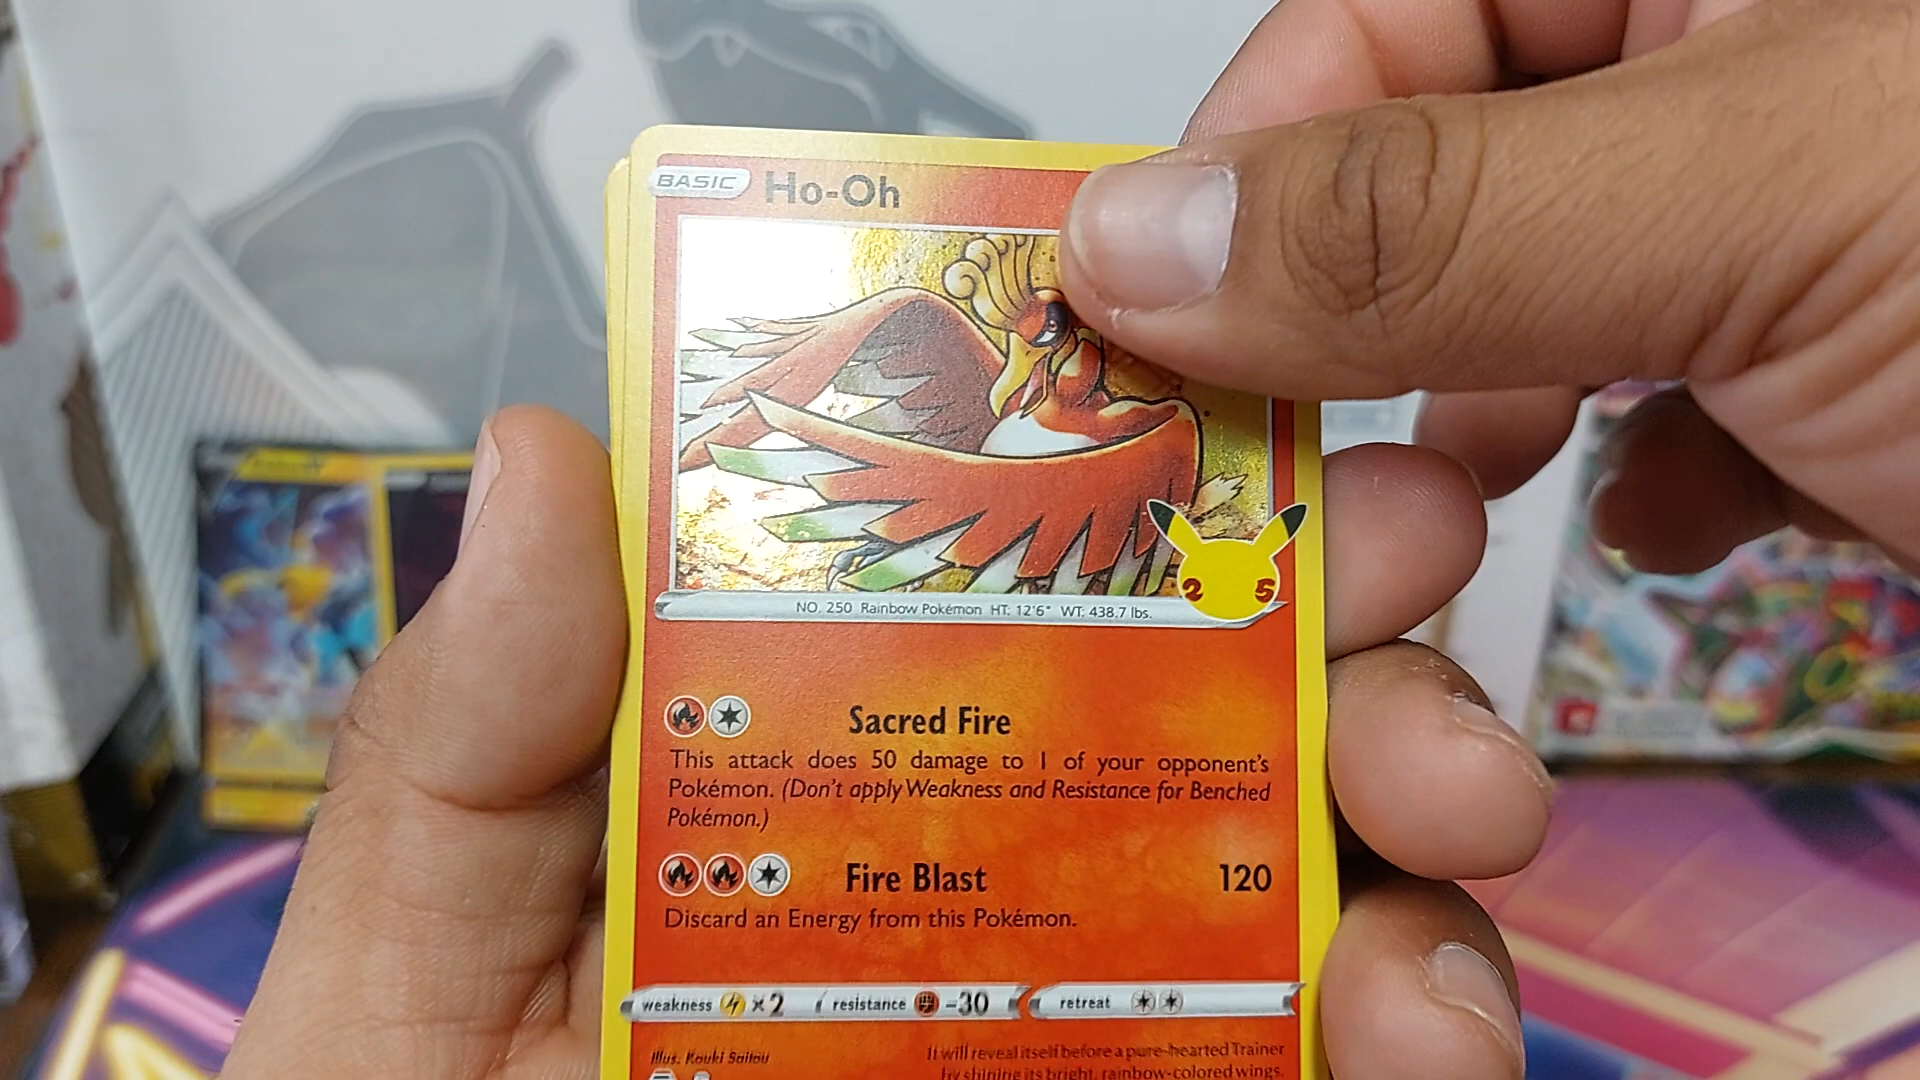 BASIC Ho-Oh
25
NO. 250 Rainbow Pokémon HT: 12'6" WT: 438.7 lbs.
Sacred Fire
This attack does 50 damage to 1 of your opponent's
Pokémon. (Don't apply Weakness and Resistance for Benched
Pokémon.)
Fire Blast 120
Discard an Energy from this Pokémon.
weakness ×2 resistance -30 retreat
Illus. Kouki Saitou
It will reveal itself before a pure-hearted Trainer
by shining its bright, rainbow-colored wings.